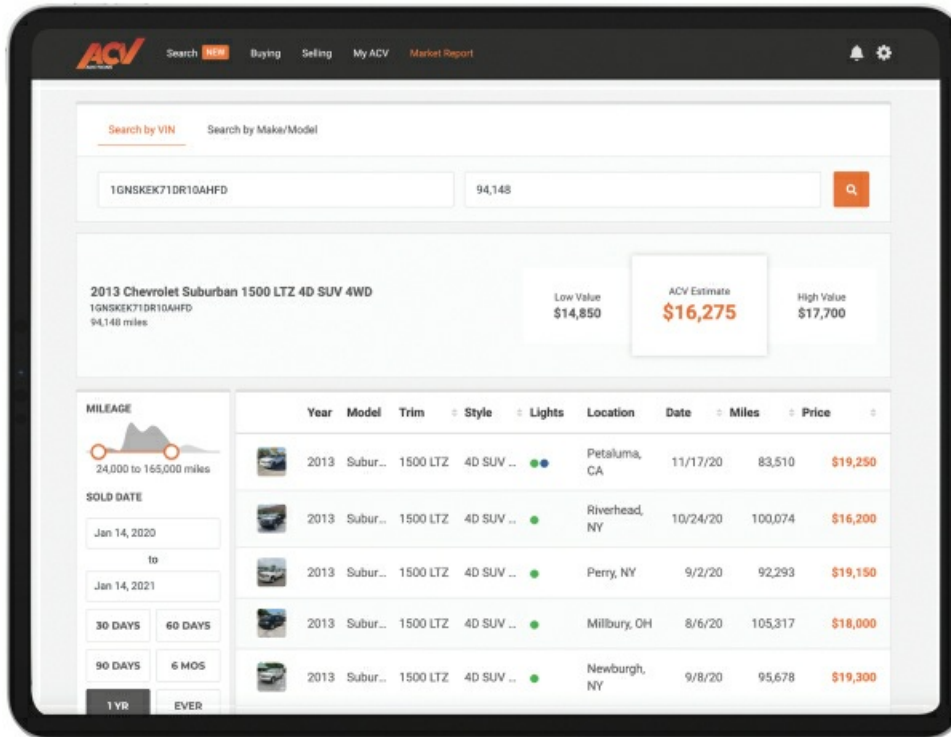 ACV
Search NEW Buying Selling My ACV Market Report
Search by VIN Search by Make/Model
1GNSKEK71DR10AHFD 94,148
2013 Chevrolet Suburban 1500 LTZ 4D SUV 4WD
1GNSKEK71DR10AHFD
94,148 miles
Low Value
$14,850
ACV Estimate
$16,275
High Value
$17,700
MILEAGE
24,000 to 165,000 miles
SOLD DATE
Jan 14, 2020
to
Jan 14, 2021
30 DAYS 60 DAYS
90 DAYS 6 MOS
1 YR EVER
Year Model Trim Style Lights Location Date Miles Price
2013 Subur... 1500 LTZ 4D SUV ... Petaluma, CA 11/17/20 83,510 $19,250
2013 Subur... 1500 LTZ 4D SUV ... Riverhead, NY 10/24/20 100,074 $16,200
2013 Subur... 1500 LTZ 4D SUV ... Perry, NY 9/2/20 92,293 $19,150
2013 Subur... 1500 LTZ 4D SUV ... Millbury, OH 8/6/20 105,317 $18,000
2013 Subur... 1500 LTZ 4D SUV ... Newburgh, NY 9/8/20 95,678 $19,300